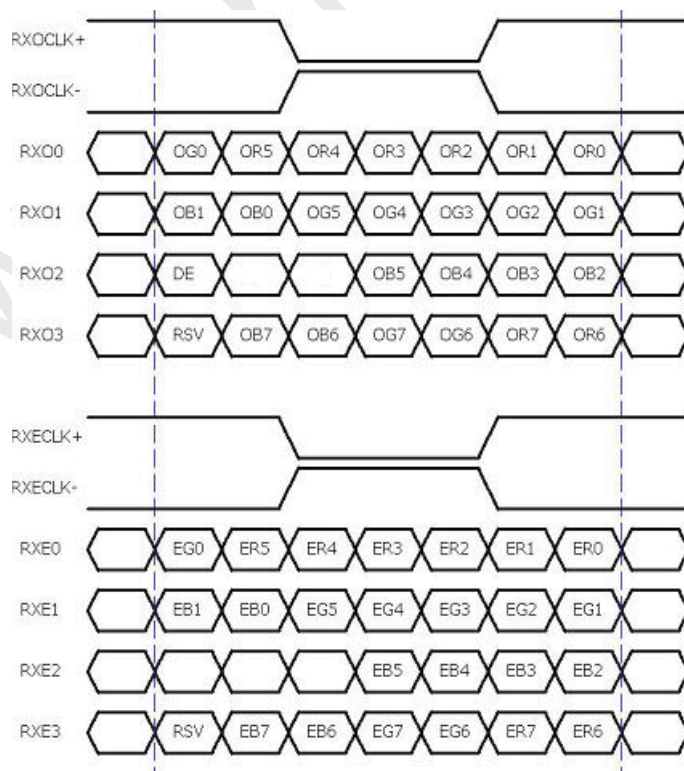 RXOCLK+
RXOCLK-
RXO0 OG0 OR5 OR4 OR3 OR2 OR1 OR0
RXO1 OB1 OB0 OG5 OG4 OG3 OG2 OG1
RXO2 DE OB5 OB4 OB3 OB2
RXO3 RSV OB7 OB6 OG7 OG6 OR7 OR6
RXECLK+
RXECLK-
RXE0 EG0 ER5 ER4 ER3 ER2 ER1 ER0
RXE1 EB1 EB0 EG5 EG4 EG3 EG2 EG1
RXE2 EB5 EB4 EB3 EB2
RXE3 RSV EB7 EB6 EG7 EG6 ER7 ER6